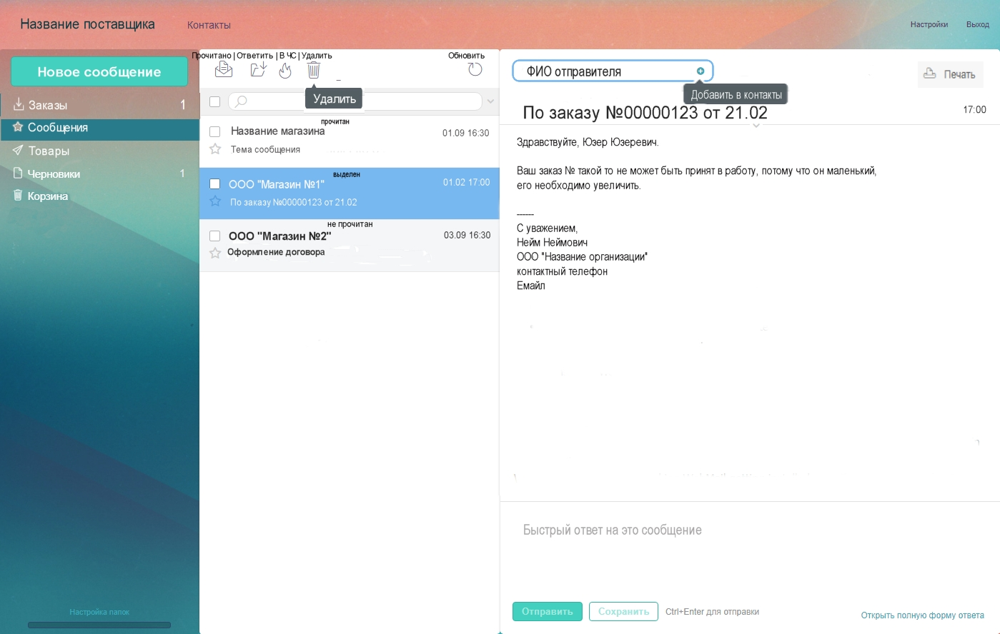 Название поставщика
Контакты
Настройки
Выход
Новое сообщение
Заказы 1
Сообщения
Товары
Черновики 1
Корзина
Настройка папок
Прочитано | Ответить | В ЧС | Удалить
Обновить
Удалить
прочитан
Название магазина 01.09 16:30
Тема сообщения
выделен
ООО "Магазин №1" 01.02 17:00
По заказу №00000123 от 21.02
не прочитан
ООО "Магазин №2" 03.09 16:30
Оформление договора
ФИО отправителя
Печать
Добавить в контакты
По заказу №00000123 от 21.02 17:00
Здравствуйте, Юзер Юзеревич.
Ваш заказ № такой то не может быть принят в работу, потому что он маленький,
его необходимо увеличить.
------
С уважением,
Нейм Неймович
ООО "Название организации"
контактный телефон
Емайл
Быстрый ответ на это сообщение
Отправить
Сохранить
Ctrl+Enter для отправки
Открыть полную форму ответа